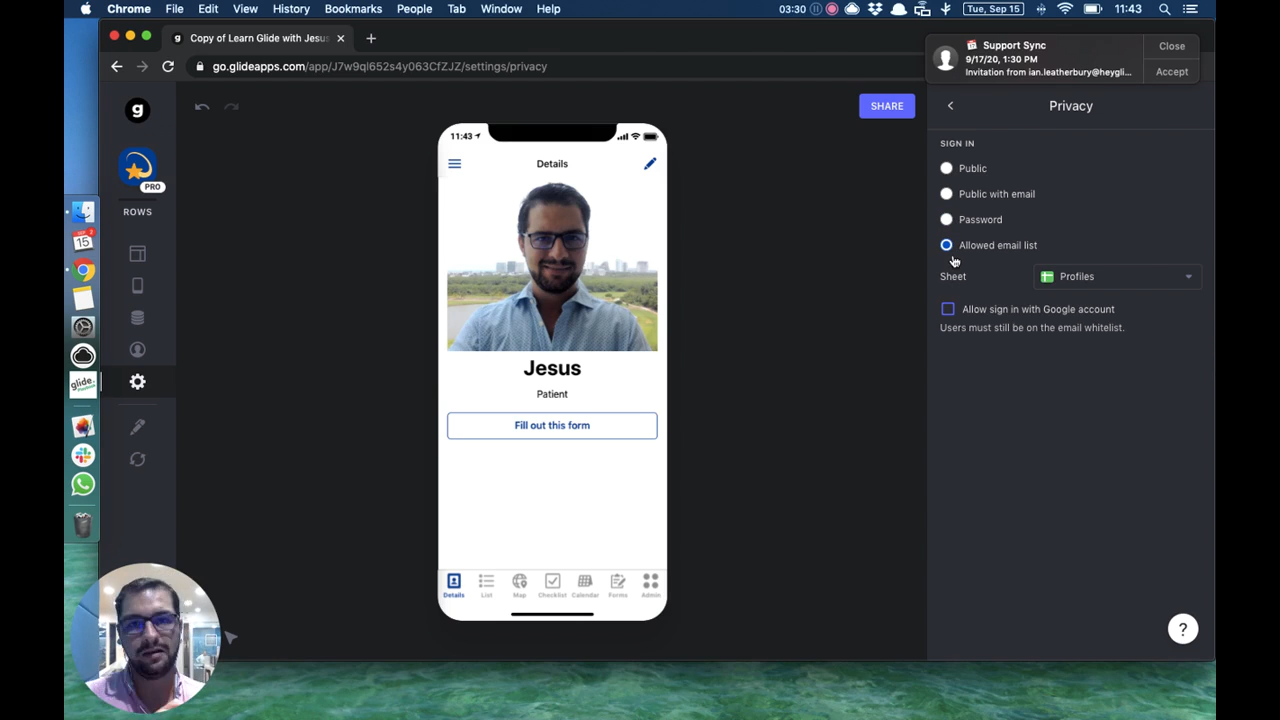 Chrome File Edit View History Bookmarks People Tab Window Help
03:30 Tue, Sep 15 11:43
Copy of Learn Glide with Jesus
go.glideapps.com/app/J7w9ql652s4y063CfZJZ/settings/privacy
Support Sync
9/17/20, 1:30 PM
Invitation from ian.leatherbury@heygli...
Close
Accept
g
PRO
ROWS
SHARE
11:43
Details
Jesus
Patient
Fill out this form
Details List Map Checklist Calendar Forms Admin
Privacy
SIGN IN
Public
Public with email
Password
Allowed email list
Sheet Profiles
Allow sign in with Google account
Users must still be on the email whitelist.
?
SEP 2
15
glide